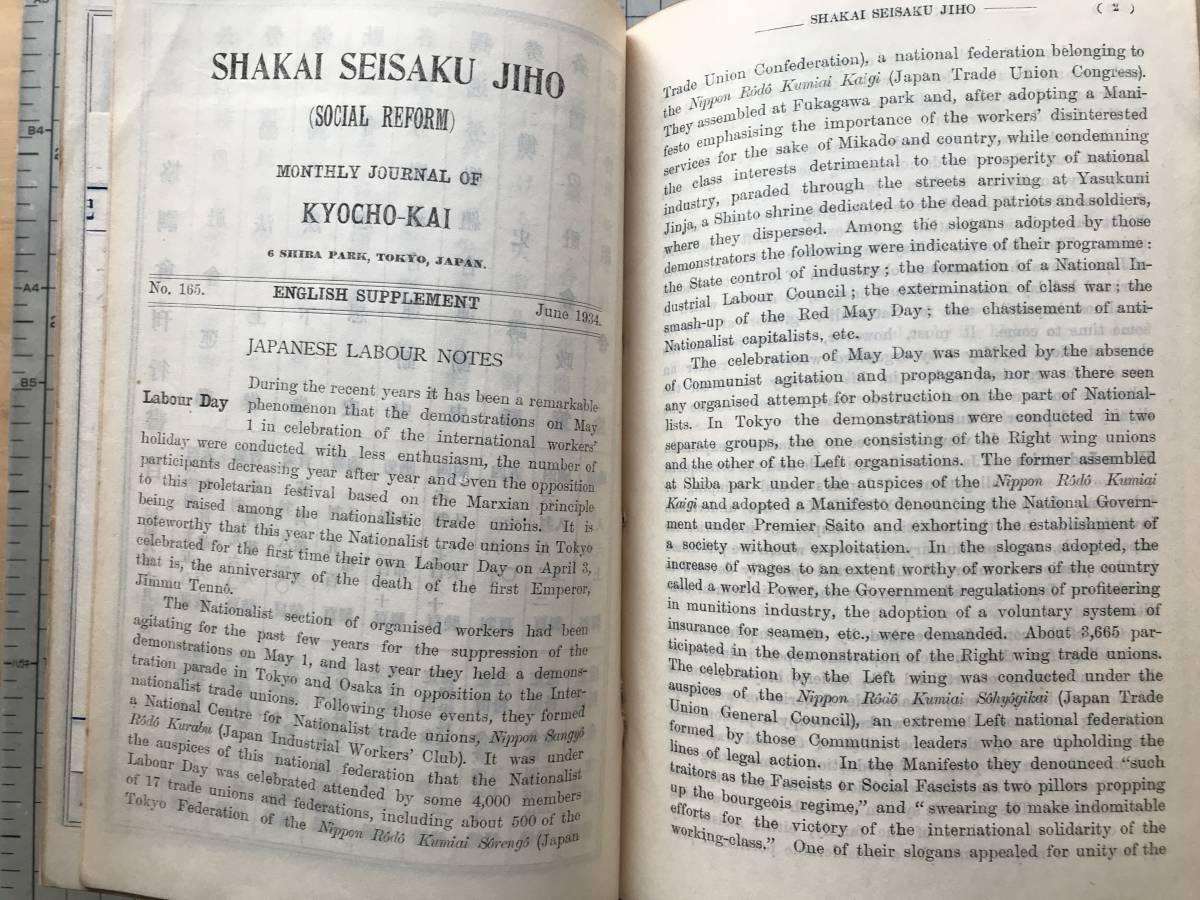 SHAKAI SEISAKU JIHO
(SOCIAL REFORM)
MONTHLY JOURNAL OF
KYOCHO-KAI
6 SHIBA PARK, TOKYO, JAPAN.
No. 165. ENGLISH SUPPLEMENT June 1934.
JAPANESE LABOUR NOTES
Labour Day
During the recent years it has been a remarkable
phenomenon that the demonstrations on May
1 in celebration of the international workers'
holiday were conducted with less enthusiasm, the number of
participants decreasing year after year and even the opposition
to this proletarian festival based on the Marxian principle
being raised among the nationalistic trade unions. It is
noteworthy that this year the Nationalist trade unions in Tokyo
celebrated for the first time their own Labour Day on April 3,
that is, the anniversary of the death of the first Emperor,
Jimmu Tennô.
The Nationalist section of organised workers had been
agitating for the past few years for the suppression of the
demonstrations on May 1, and last year they held a demons-
tration parade in Tokyo and Osaka in opposition to the Inter-
nationalist trade unions. Following those events, they formed
a National Centre for Nationalist trade unions, Nippon Sangyô
Rôdô Kurabu (Japan Industrial Workers' Club). It was under
the auspices of this national federation that the Nationalist
Labour Day was celebrated attended by some 4,000 members
of 17 trade unions and federations, including about 500 of the
Tokyo Federation of the Nippon Rôdô Kumiai Sôrengô (Japan
SHAKAI SEISAKU JIHO ( 2 )
Trade Union Confederation), a national federation belonging to
the Nippon Rôdô Kumiai Kaigi (Japan Trade Union Congress).
They assembled at Fukagawa park and, after adopting a Mani-
festo emphasising the importance of the workers' disinterested
services for the sake of Mikado and country, while condemning
the class interests detrimental to the prosperity of national
industry, paraded through the streets arriving at Yasukuni
Jinja, a Shinto shrine dedicated to the dead patriots and soldiers,
where they dispersed. Among the slogans adopted by those
demonstrators the following were indicative of their programme:
the State control of industry; the formation of a National In-
dustrial Labour Council; the extermination of class war; the
smash-up of the Red May Day; the chastisement of anti-
Nationalist capitalists, etc.
The celebration of May Day was marked by the absence
of Communist agitation and propaganda, nor was there seen
any organised attempt for obstruction on the part of National-
lists. In Tokyo the demonstrations were conducted in two
separate groups, the one consisting of the Right wing unions
and the other of the Left organisations. The former assembled
at Shiba park under the auspices of the Nippon Rôdô Kumiai
Kaigi and adopted a Manifesto denouncing the National Govern-
ment under Premier Saito and exhorting the establishment of
a society without exploitation. In the slogans adopted, the
increase of wages to an extent worthy of workers of the country
called a world Power, the Government regulations of profiteering
in munitions industry, the adoption of a voluntary system of
insurance for seamen, etc., were demanded. About 3,665 par-
ticipated in the demonstration of the Right wing trade unions.
The celebration by the Left wing was conducted under the
auspices of the Nippon Rôdô Kumiai Sôhyôgikai (Japan Trade
Union General Council), an extreme Left national federation
formed by those Communist leaders who are upholding the
lines of legal action. In the Manifesto they denounced "such
traitors as the Fascists or Social Fascists as two pillors propping
up the bourgeois regime," and "swearing to make indomitable
efforts for the victory of the international solidarity of the
working-class." One of their slogans appealed for unity of the